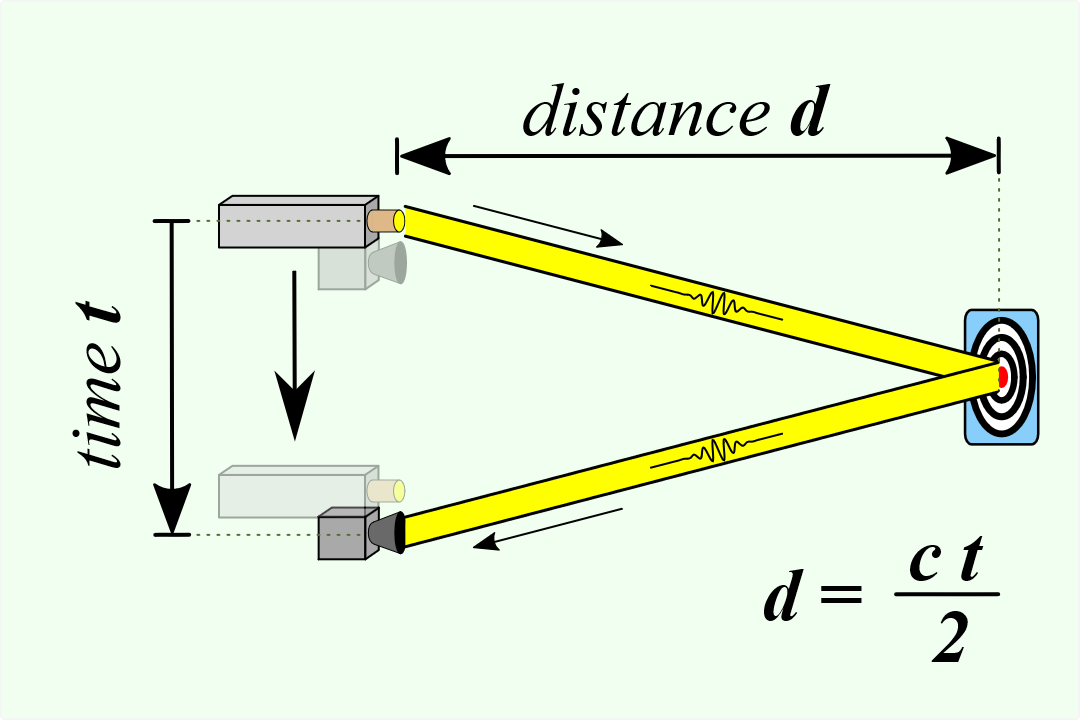 distance d
time t
d = c t / 2